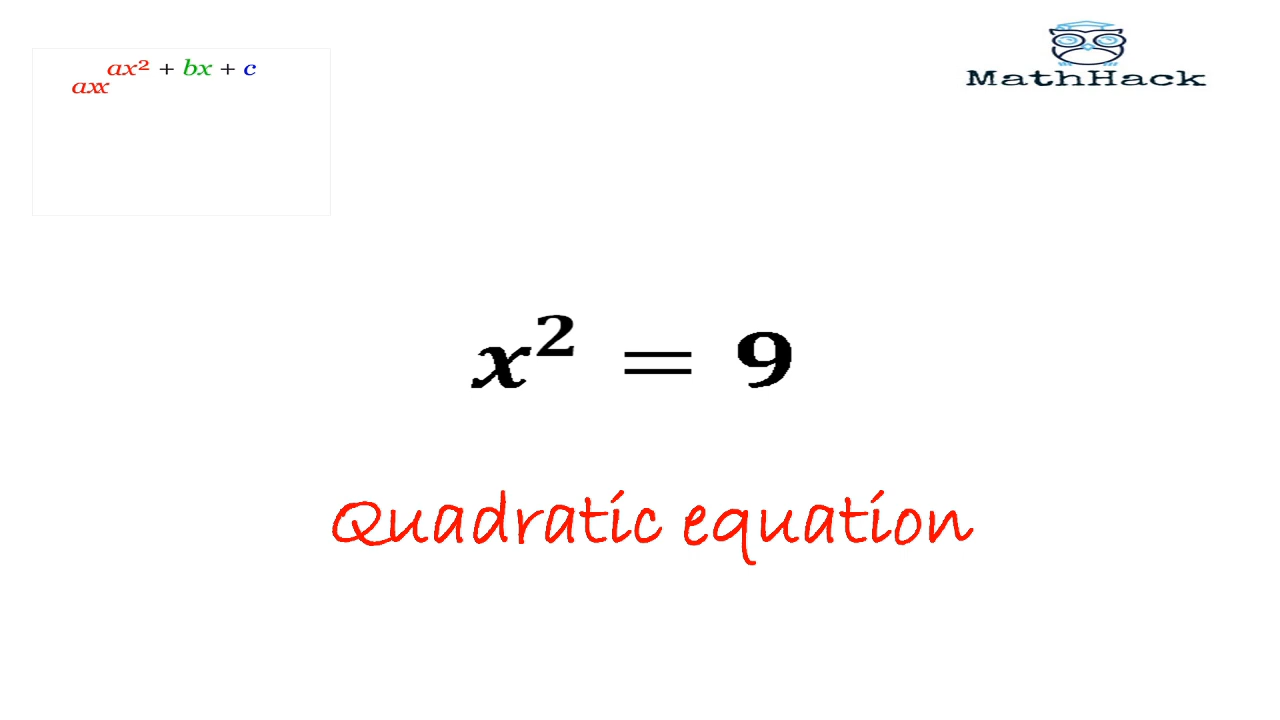 ax² + bx + c
axx
MathHack
x² = 9
Quadratic equation